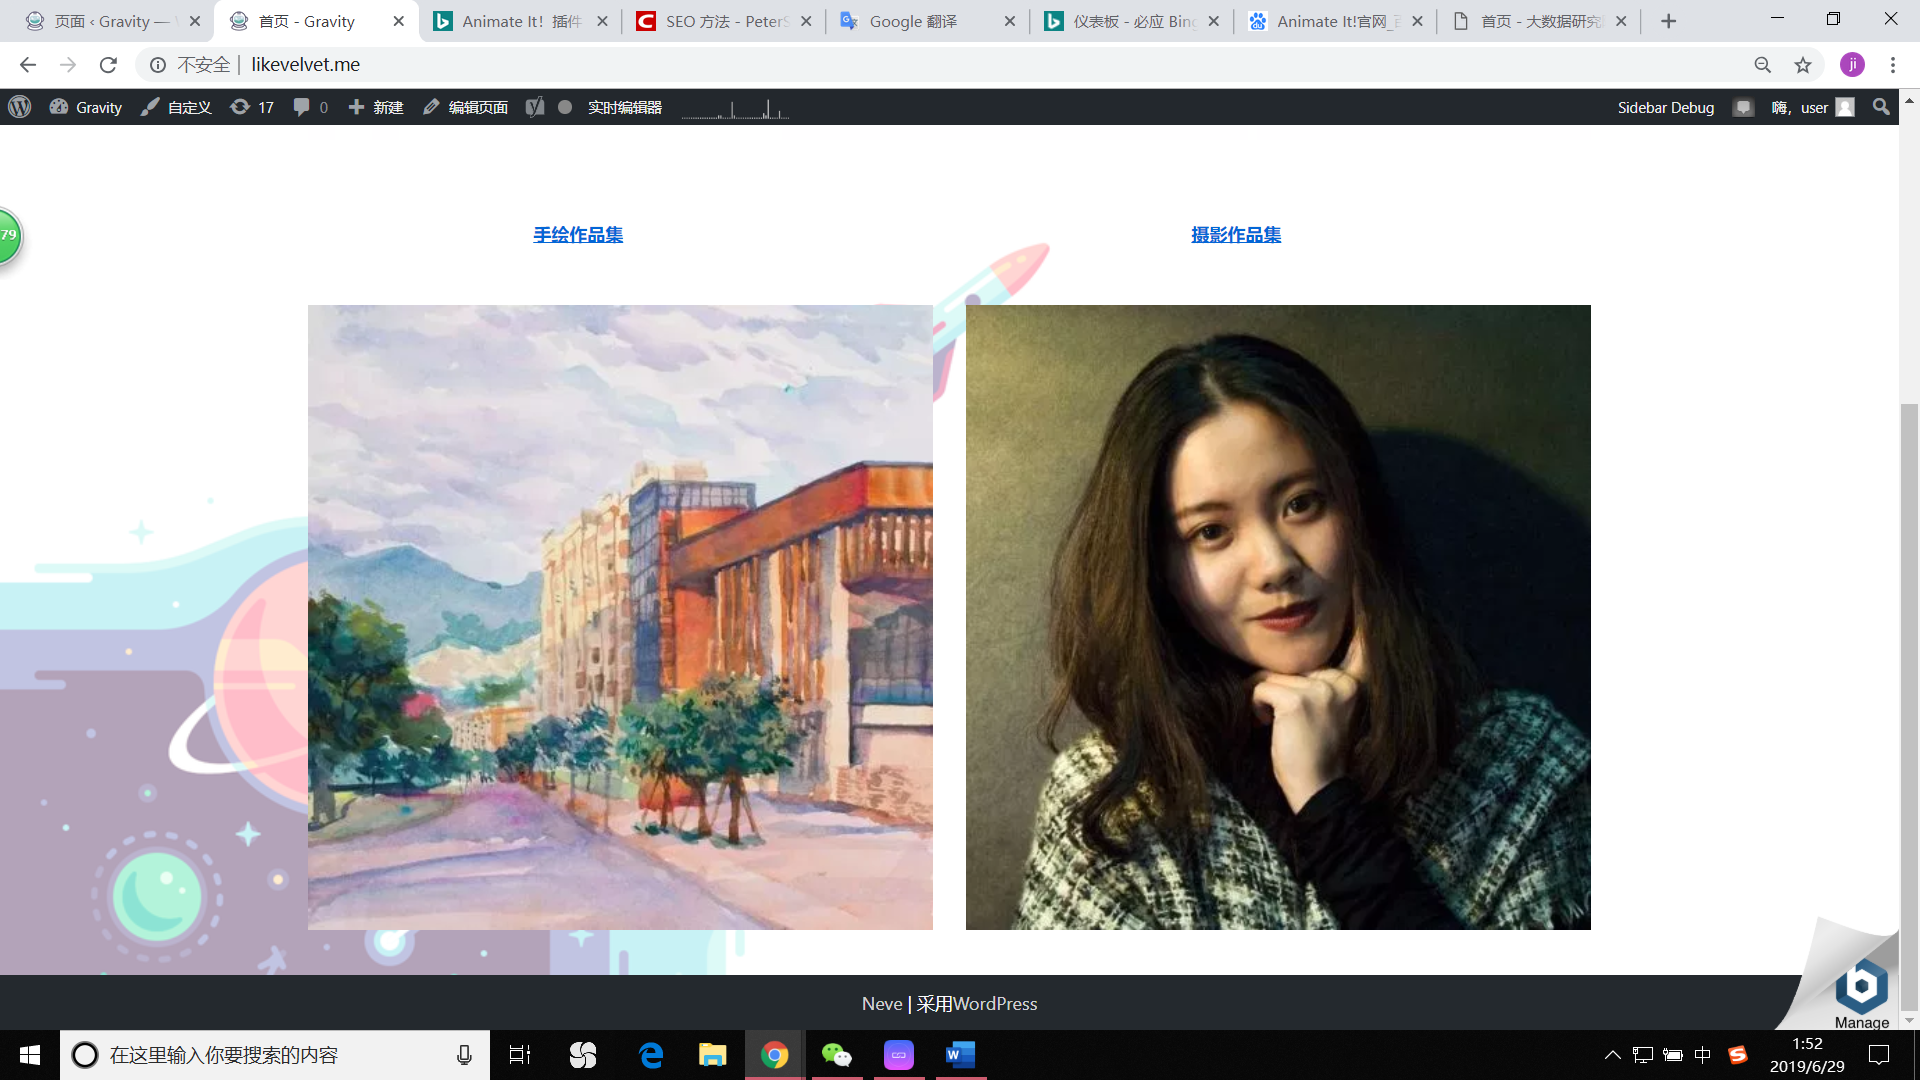 页面 ‹ Gravity —
首页 - Gravity
Animate It! 插件
SEO 方法 - PeterS
Google 翻译
仪表板 - 必应 Bing
Animate It!官网_
首页 - 大数据研究
不安全 | likevelvet.me
ji
Gravity
自定义
17
0
新建
编辑页面
实时编辑器
Sidebar Debug
嗨，user
79
手绘作品集
摄影作品集
Neve | 采用WordPress
Manage
在这里输入你要搜索的内容
中
1:52
2019/6/29